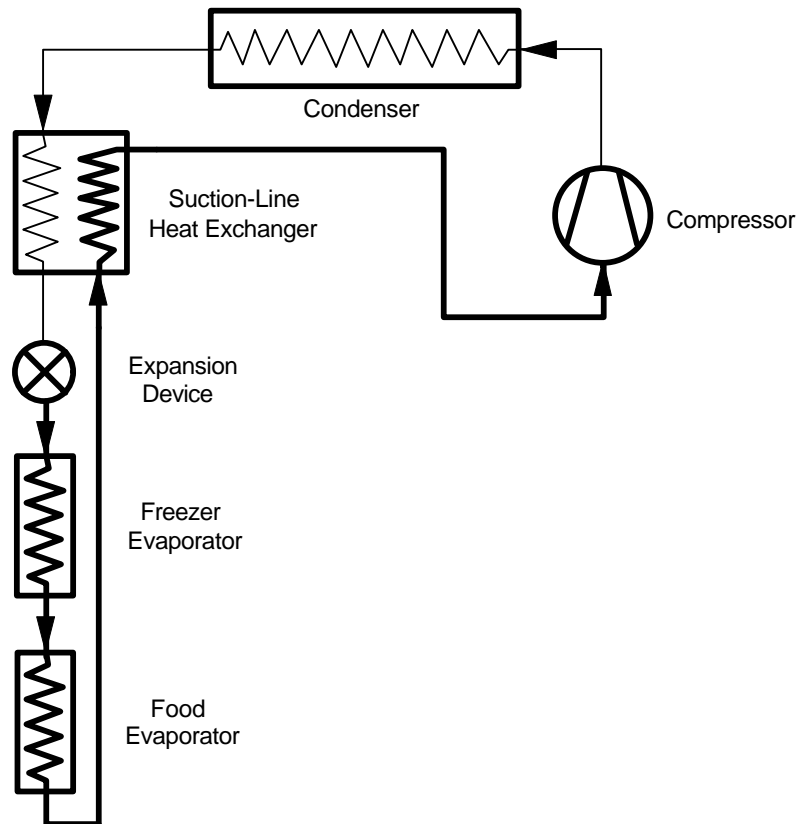 Condenser
Suction-Line
Heat Exchanger
Compressor
Expansion
Device
Freezer
Evaporator
Food
Evaporator